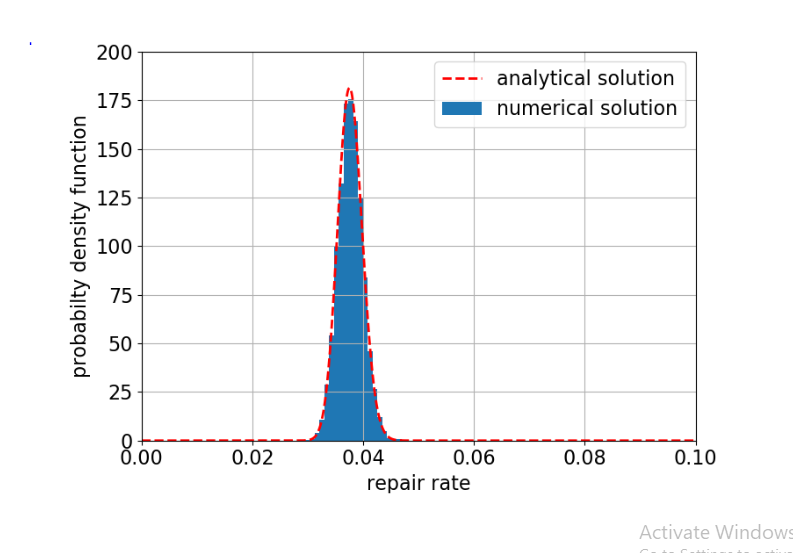 200
175
150
125
100
75
50
25
0
probabilty density function
analytical solution
numerical solution
0.00 0.02 0.04 0.06 0.08 0.10
repair rate
Activate Windows